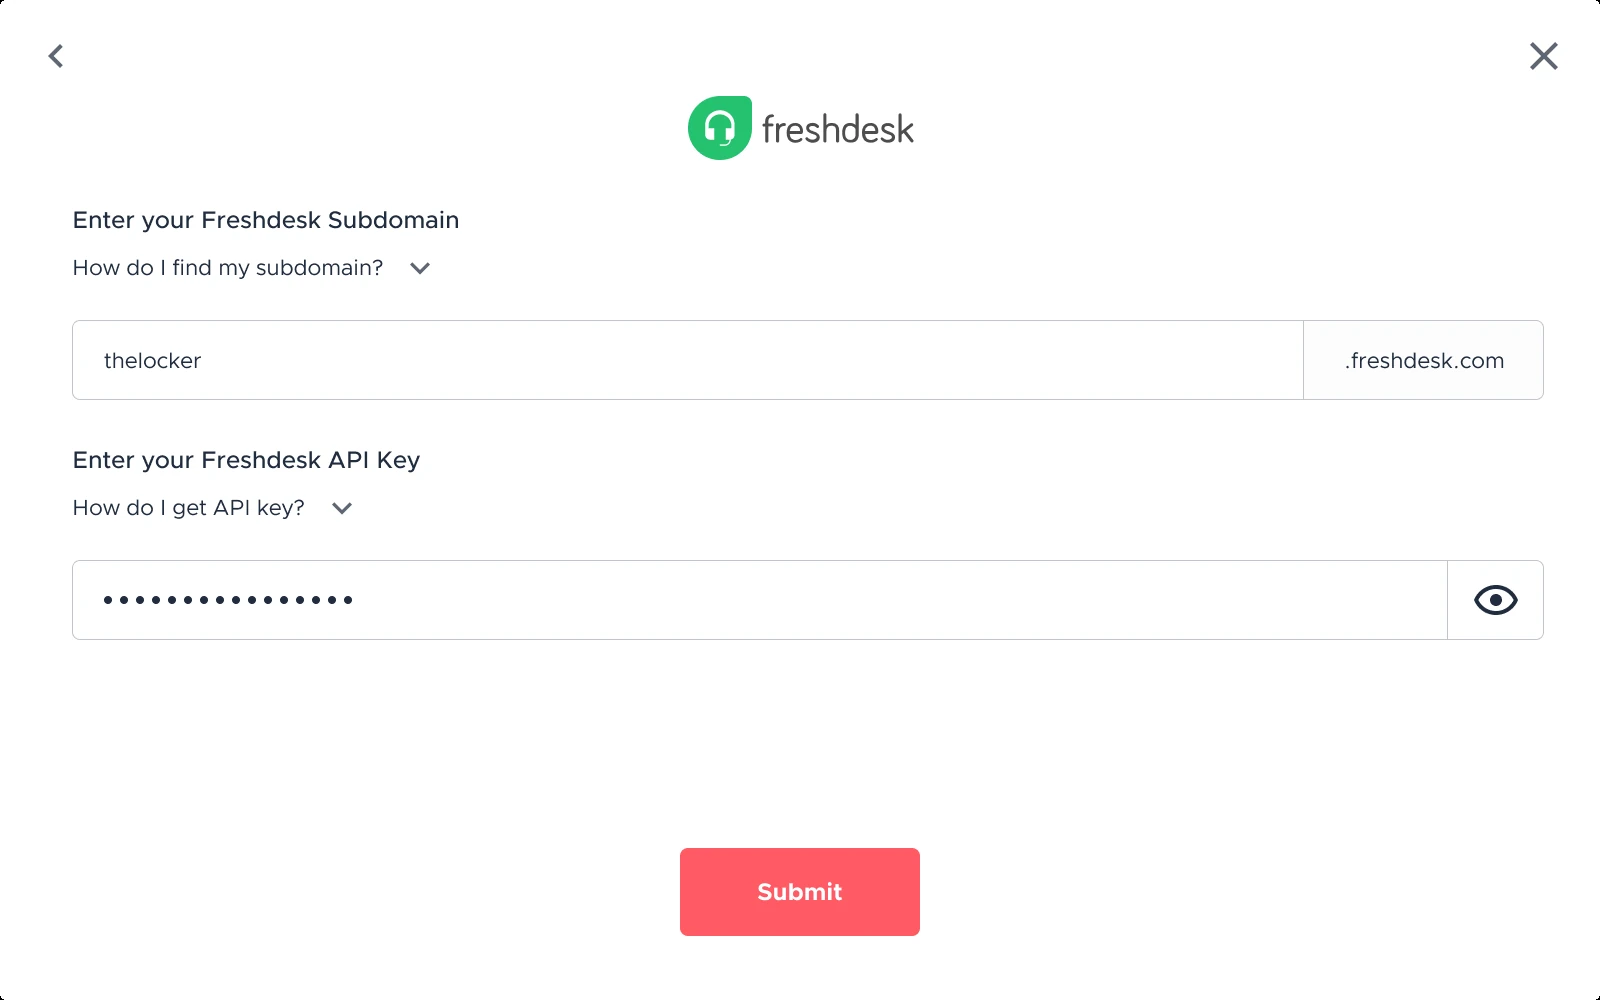 freshdesk
Enter your Freshdesk Subdomain
How do I find my subdomain?
thelocker
.freshdesk.com
Enter your Freshdesk API Key
How do I get API key?
••••••••••••••••
Submit